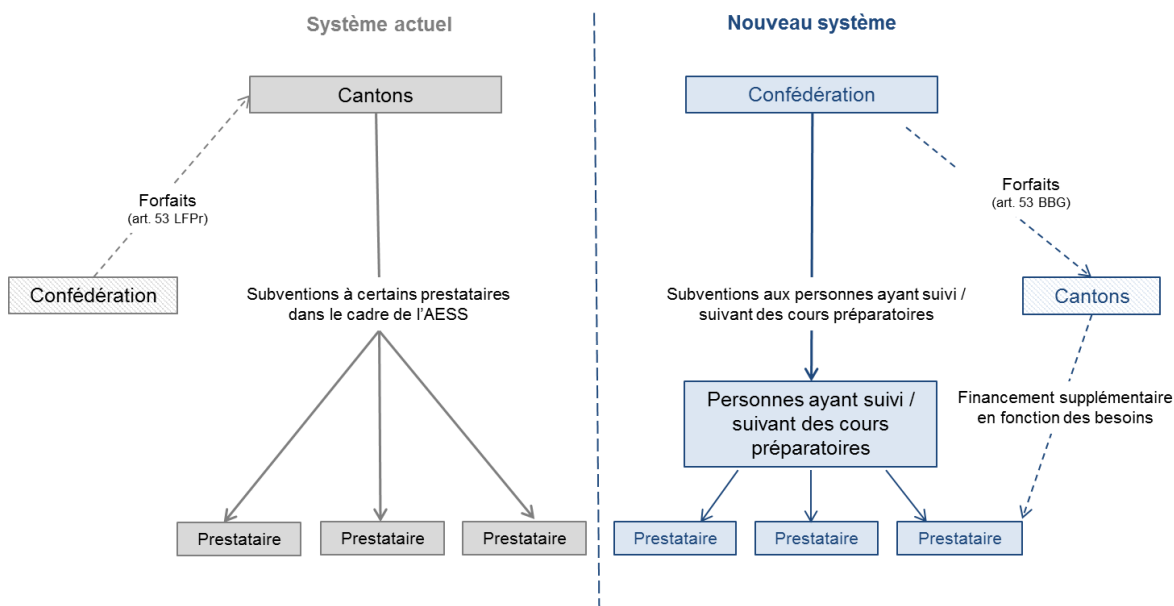 Système actuel
Cantons
Forfaits
(art. 53 LFPr)
Confédération
Subventions à certains prestataires
dans le cadre de l'AESS
Prestataire
Prestataire
Prestataire
Nouveau système
Confédération
Forfaits
(art. 53 BBG)
Subventions aux personnes ayant suivi /
suivant des cours préparatoires
Cantons
Personnes ayant suivi /
suivant des cours
préparatoires
Financement supplémentaire
en fonction des besoins
Prestataire
Prestataire
Prestataire